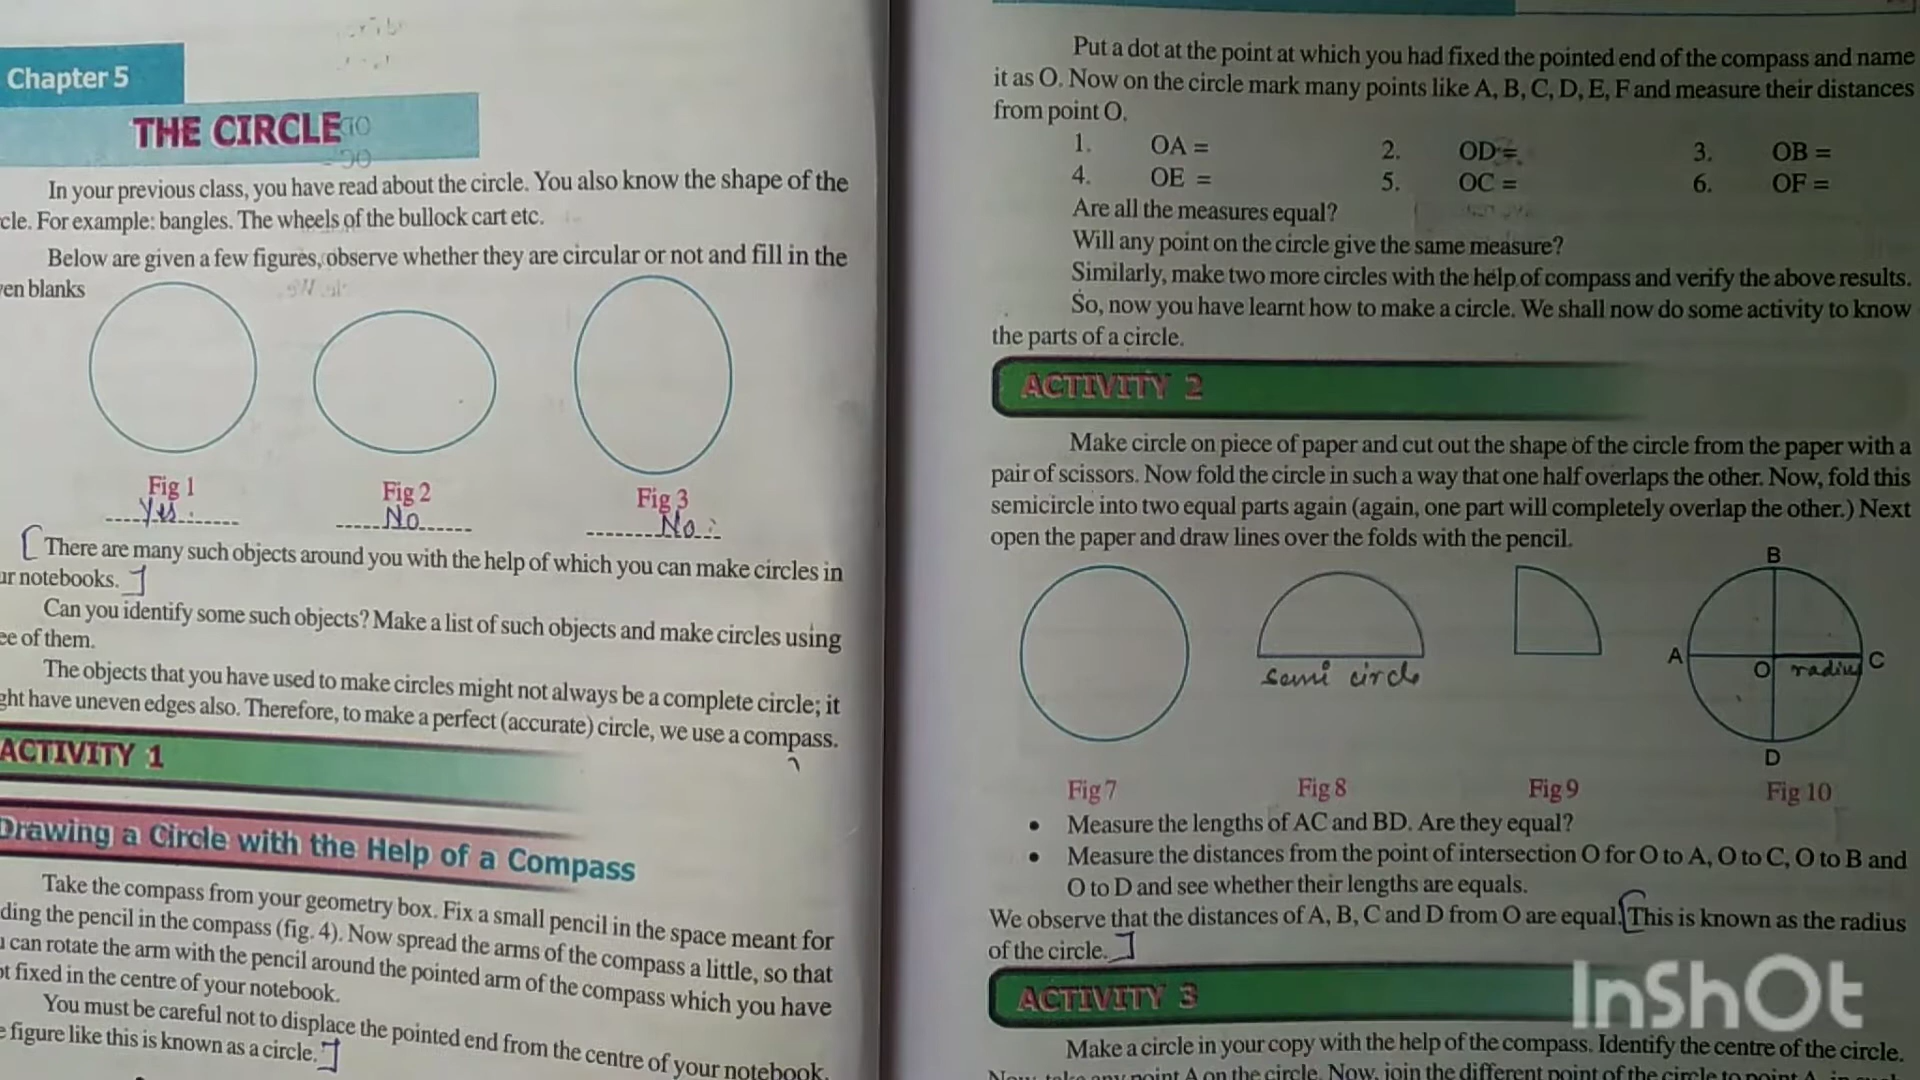 Chapter 5
THE CIRCLE
In your previous class, you have read about the circle. You also know the shape of the
cle. For example: bangles. The wheels of the bullock cart etc.
Below are given a few figures, observe whether they are circular or not and fill in the
en blanks
Fig 1
Fig 2
Fig 3
Yes
No
No
There are many such objects around you with the help of which you can make circles in
ur notebooks.
Can you identify some such objects? Make a list of such objects and make circles using
ee of them.
The objects that you have used to make circles might not always be a complete circle; it
ght have uneven edges also. Therefore, to make a perfect (accurate) circle, we use a compass.
ACTIVITY 1
Drawing a Circle with the Help of a Compass
Take the compass from your geometry box. Fix a small pencil in the space meant for
ding the pencil in the compass (fig. 4). Now spread the arms of the compass a little, so that
u can rotate the arm with the pencil around the pointed arm of the compass which you have
ot fixed in the centre of your notebook.
You must be careful not to displace the pointed end from the centre of your notebook.
e figure like this is known as a circle.
Put a dot at the point at which you had fixed the pointed end of the compass and name
it as O. Now on the circle mark many points like A, B, C, D, E, F and measure their distances
from point O.
1. OA = 2. OD = 3. OB =
4. OE = 5. OC = 6. OF =
Are all the measures equal?
Will any point on the circle give the same measure?
Similarly, make two more circles with the help of compass and verify the above results.
So, now you have learnt how to make a circle. We shall now do some activity to know
the parts of a circle.
ACTIVITY 2
Make circle on piece of paper and cut out the shape of the circle from the paper with a
pair of scissors. Now fold the circle in such a way that one half overlaps the other. Now, fold this
semicircle into two equal parts again (again, one part will completely overlap the other.) Next
open the paper and draw lines over the folds with the pencil.
B
A O radius C
semi circle
D
Fig 7 Fig 8 Fig 9 Fig 10
• Measure the lengths of AC and BD. Are they equal?
• Measure the distances from the point of intersection O for O to A, O to C, O to B and
O to D and see whether their lengths are equals.
We observe that the distances of A, B, C and D from O are equal. This is known as the radius
of the circle.
ACTIVITY 3
Make a circle in your copy with the help of the compass. Identify the centre of the circle.
Now, take any point A on the circle. Now, join the different point of the circle to point A
InShOt